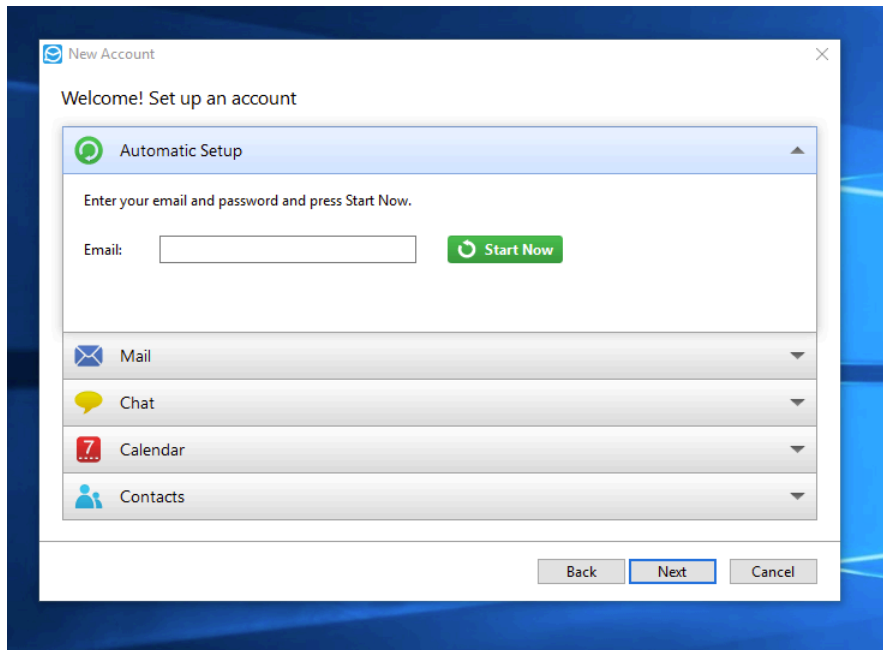 New Account
Welcome! Set up an account
Automatic Setup
Enter your email and password and press Start Now.
Email:
Start Now
Mail
Chat
7
Calendar
Contacts
Back Next Cancel